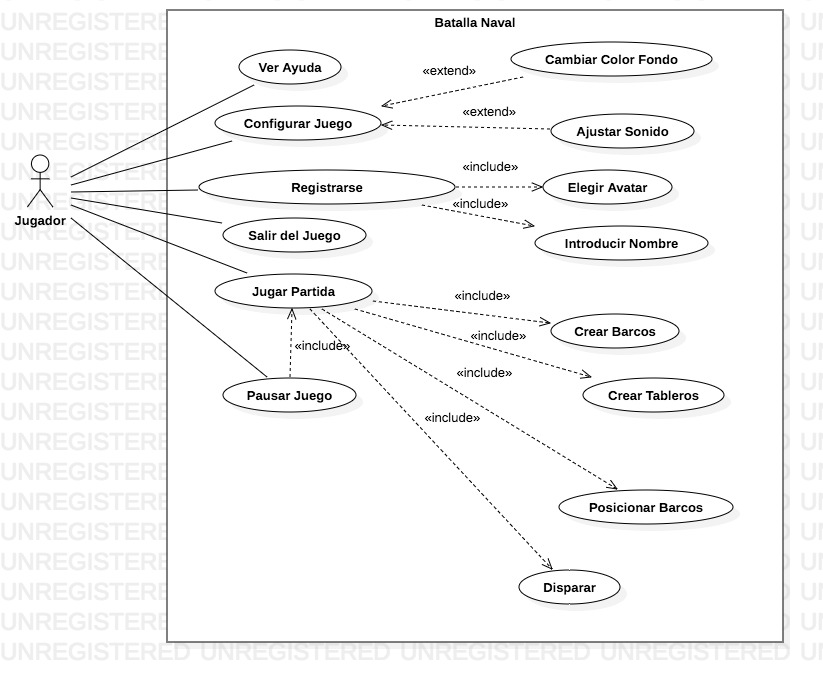 Batalla Naval
Ver Ayuda
«extend»
Cambiar Color Fondo
Configurar Juego
«extend»
Ajustar Sonido
Registrarse
«include»
Elegir Avatar
«include»
Jugador
Salir del Juego
Introducir Nombre
Jugar Partida
«include»
Crear Barcos
«include»
«include»
«include»
Pausar Juego
Crear Tableros
«include»
Posicionar Barcos
Disparar
UNREGISTERED UNREGISTERED UNREGISTERED UNREGISTERED